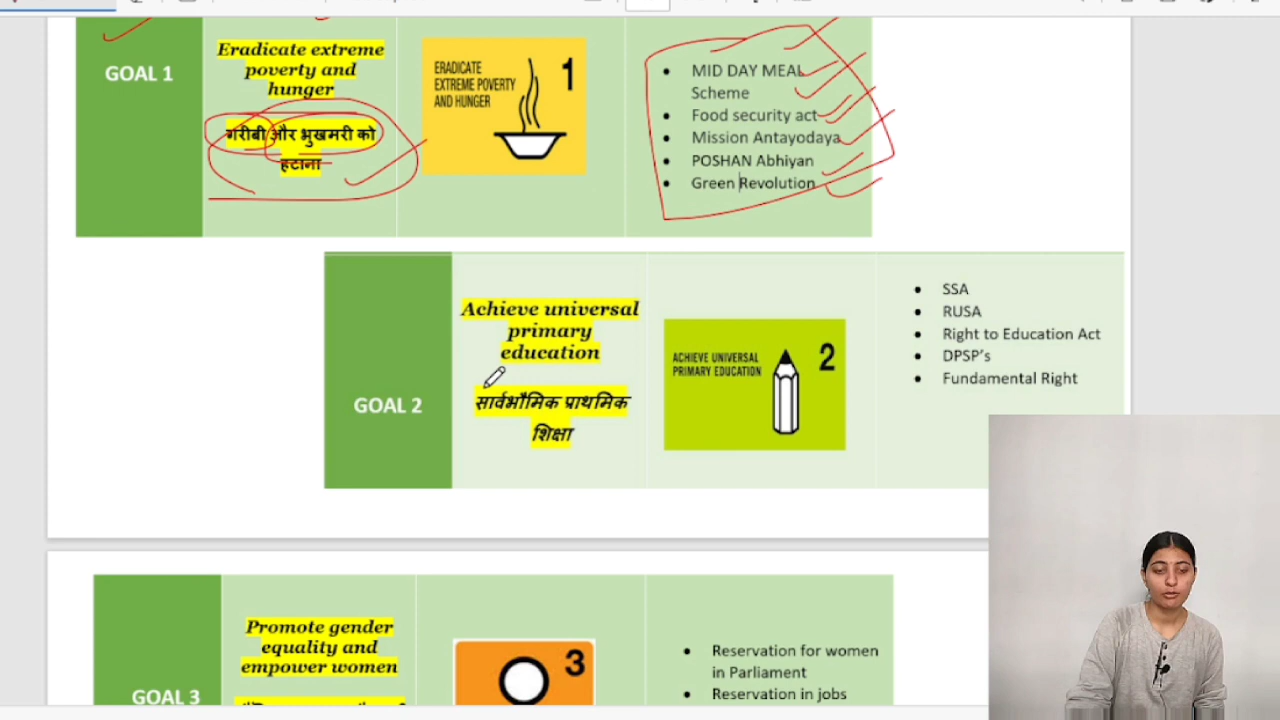 GOAL 1
Eradicate extreme
poverty and
hunger
गरीबी और भुखमरी को
हटाना
ERADICATE
EXTREME POVERTY
AND HUNGER
1
MID DAY MEAL
Scheme
Food security act
Mission Antayodaya
POSHAN Abhiyan
Green Revolution
GOAL 2
Achieve universal
primary
education
सार्वभौमिक प्राथमिक
शिक्षा
ACHIEVE UNIVERSAL
PRIMARY EDUCATION
2
SSA
RUSA
Right to Education Act
DPSP's
Fundamental Right
GOAL 3
Promote gender
equality and
empower women
3
Reservation for women
in Parliament
Reservation in jobs